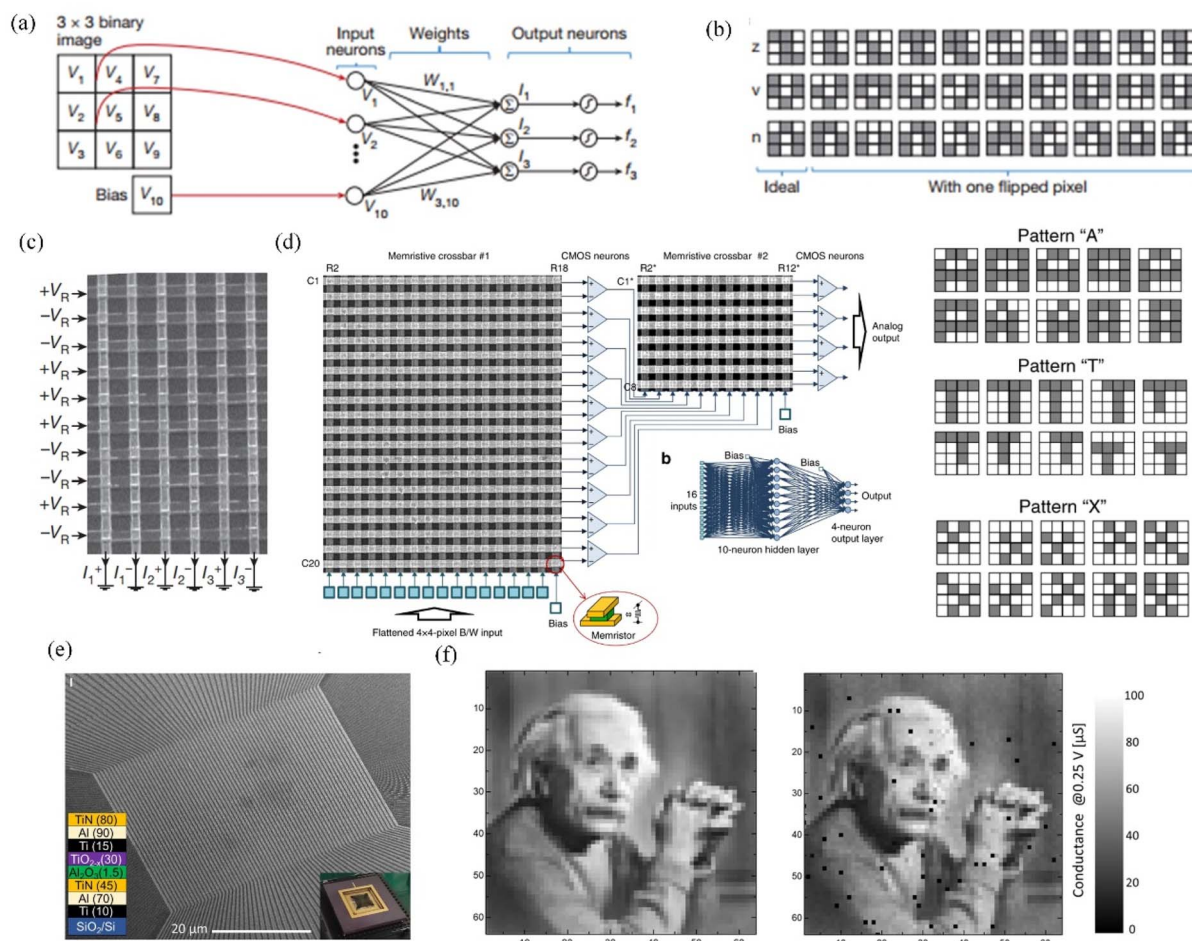 (a)
3 × 3 binary
image
Input
neurons
Weights
Output neurons
V1 V4 V7
V2 V5 V8
V3 V6 V9
Bias V10
V1
V2
V10
W1,1
W3,10
I1
I2
I3
Σ
Σ
Σ
f1
f2
f3
(b)
z
v
n
Ideal
With one flipped pixel
(c)
+VR
−VR
−VR
+VR
+VR
+VR
−VR
−VR
+VR
−VR
I1+ I1− I2+ I2− I3+ I3−
(d)
Memristive crossbar #1
CMOS neurons
Memristive crossbar #2
CMOS neurons
R2 R18
R2* R12*
C1
C1*
C8
C20
Analog
output
Bias
b
Bias
Bias
16
inputs
Output
4-neuron
output layer
10-neuron hidden layer
Bias
Flattened 4×4-pixel B/W input
Memristor
Pattern “A”
Pattern “T”
Pattern “X”
(e)
TiN (80)
Al (90)
Ti (15)
TiO2-x(30)
Al2O3(1.5)
TiN (45)
Al (70)
Ti (10)
SiO2/Si
20 µm
(f)
10
20
30
40
50
60
10
20
30
40
50
60
100
80
60
40
20
0
Conductance @0.25 V [µS]